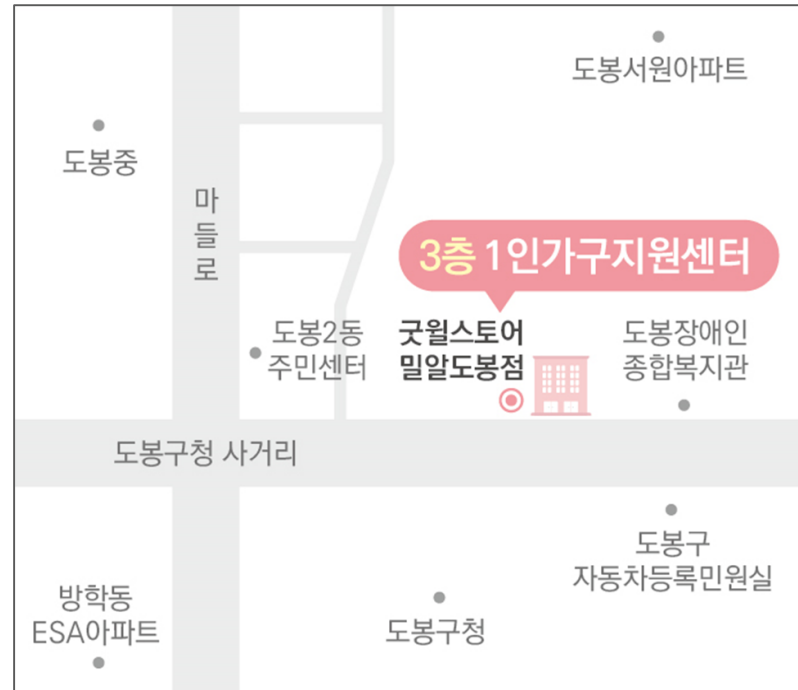 도봉서원아파트
도봉중
마들로
3층 1인가구지원센터
도봉2동
주민센터
굿윌스토어
밀알도봉점
도봉장애인
종합복지관
도봉구청 사거리
도봉구
자동차등록민원실
방학동
ESA아파트
도봉구청